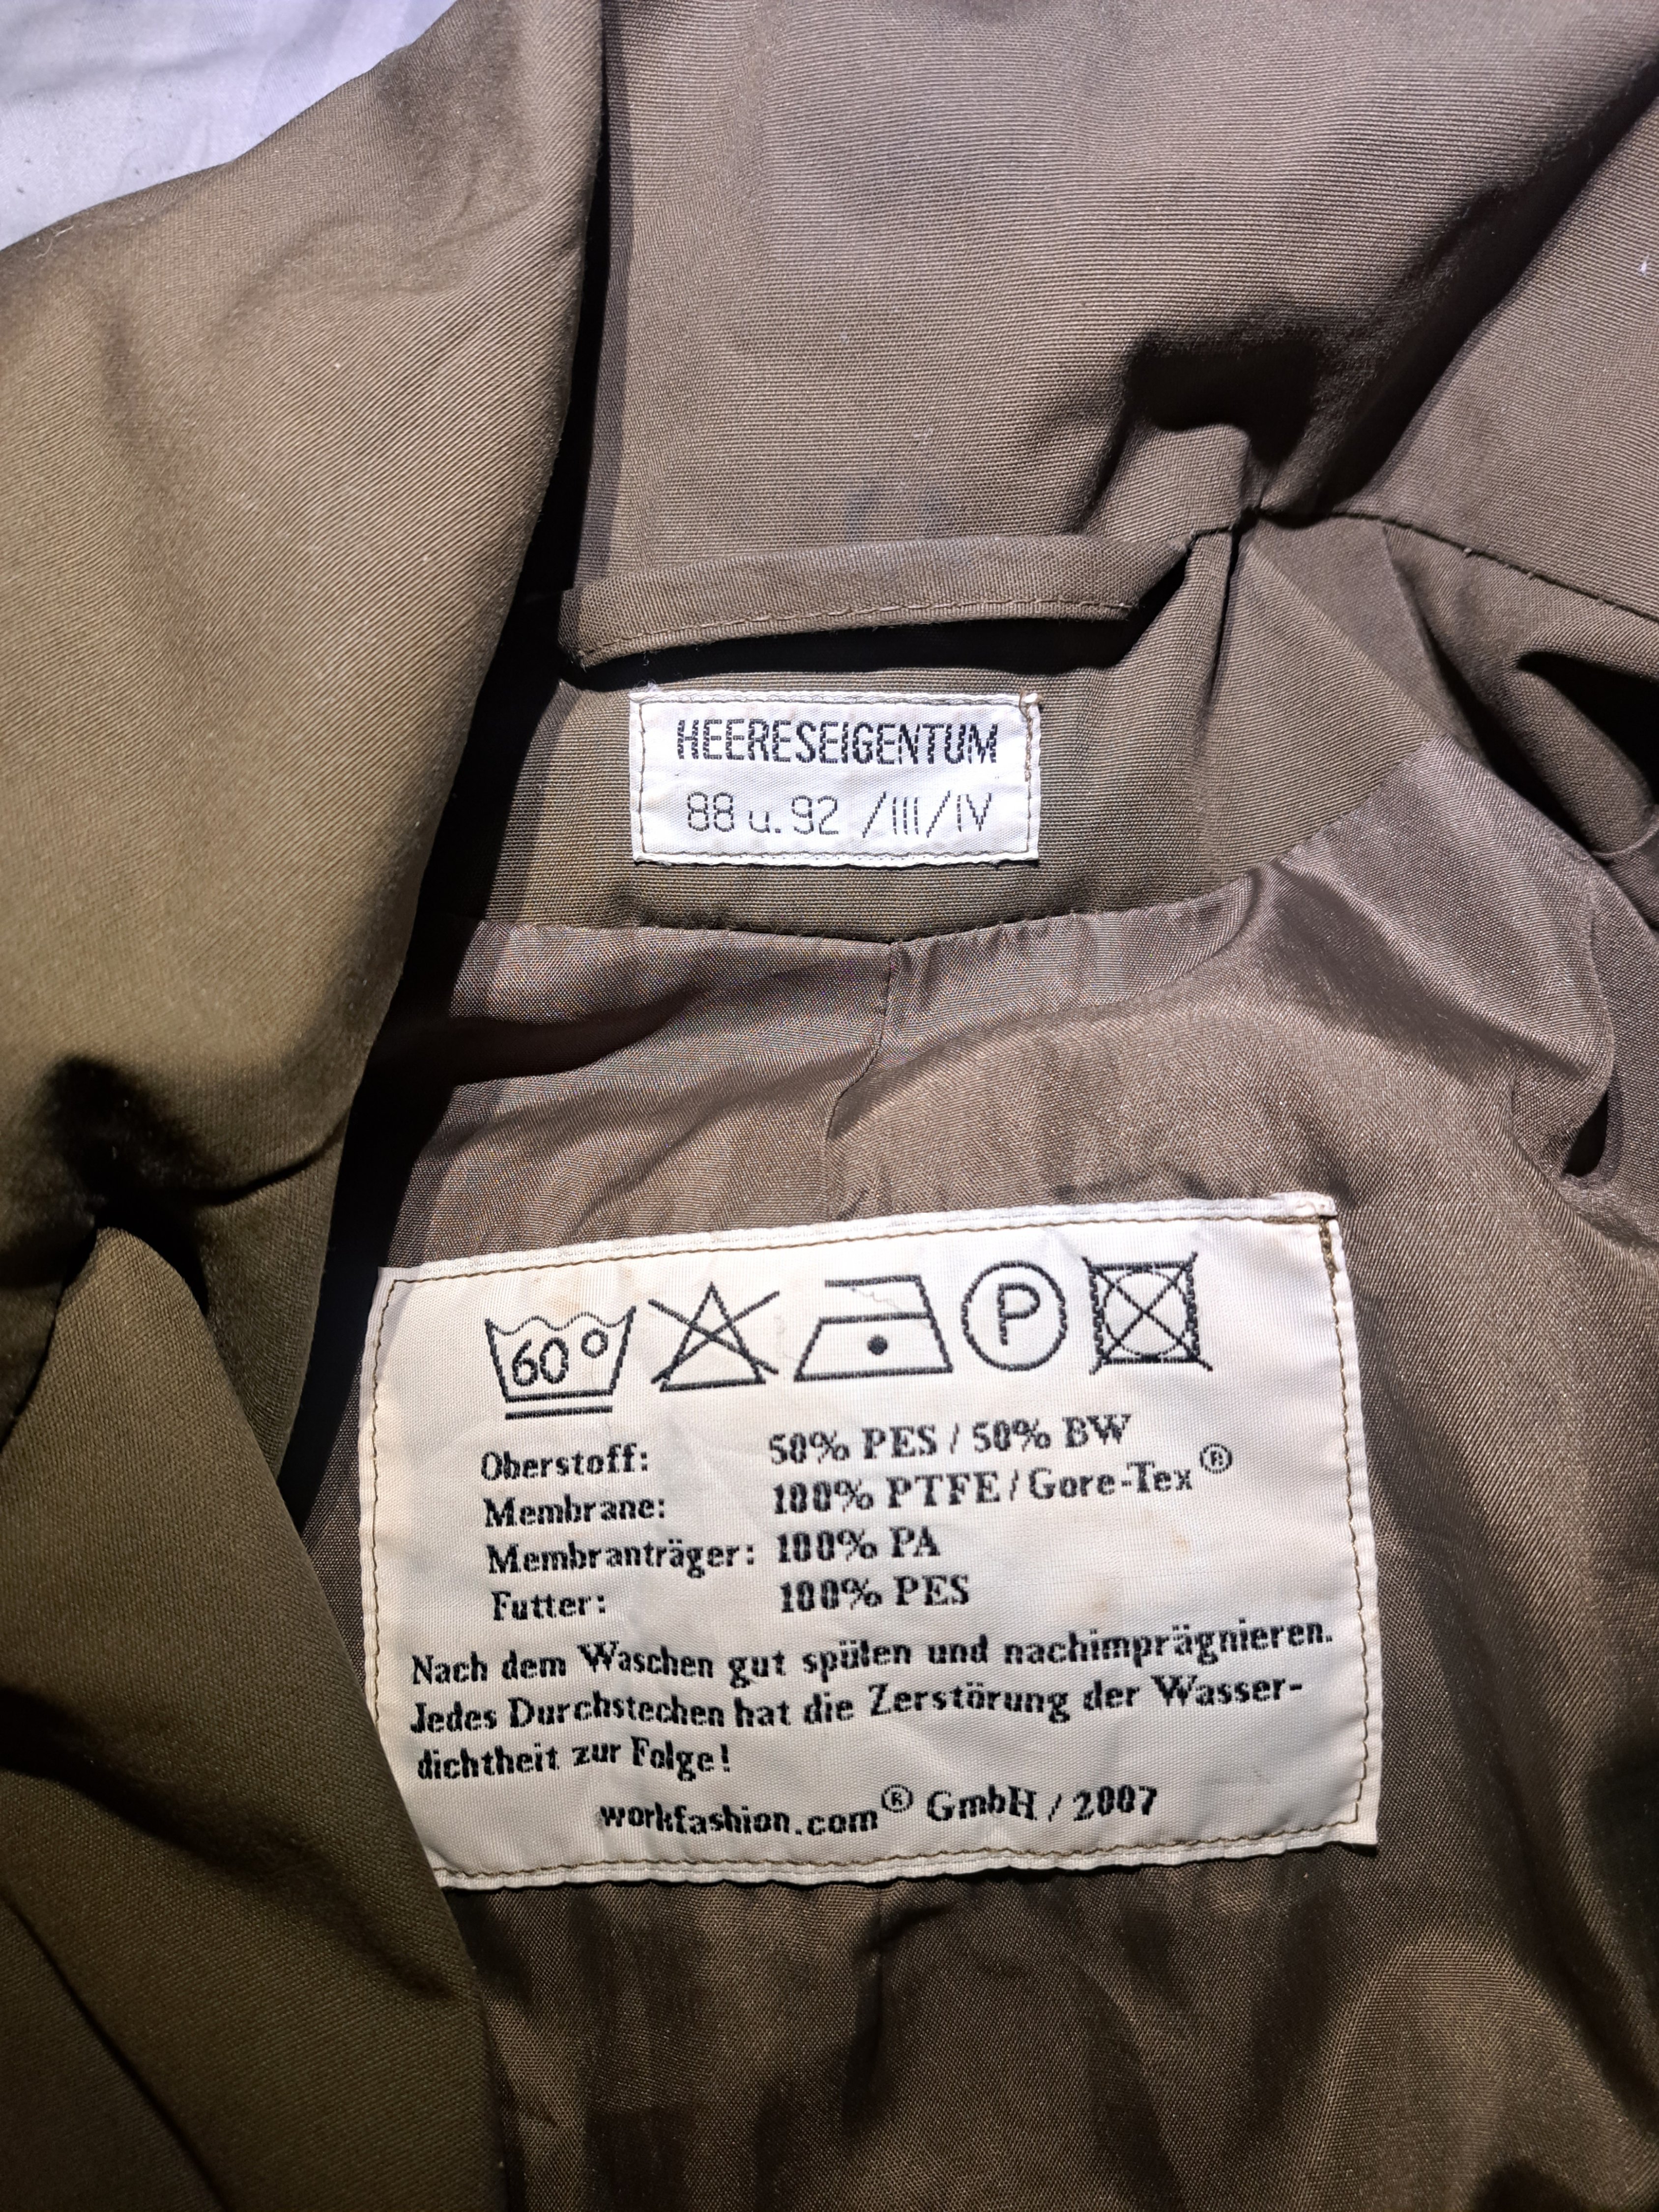 HEERESEIGENTUM
88 u. 92 /III/IV
60°
P
Oberstoff: 50% PES / 50% BW
Membrane: 100% PTFE / Gore-Tex®
Membranträger: 100% PA
Futter: 100% PES
Nach dem Waschen gut spülen und nachimprägnieren.
Jedes Durchstechen hat die Zerstörung der Wasser-
dichtheit zur Folge!
workfashion.com® GmbH / 2007